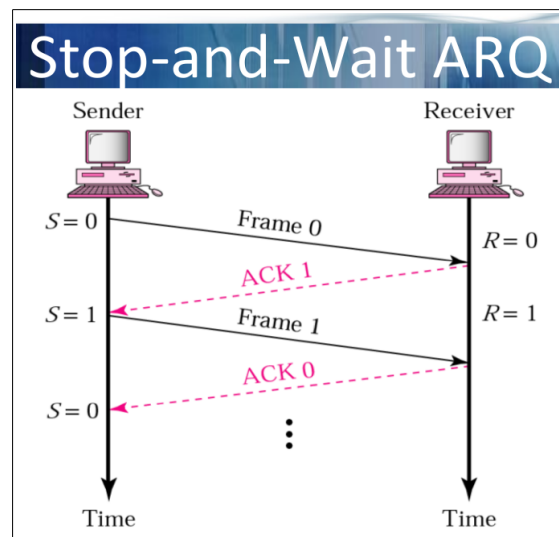 Stop-and-Wait ARQ
Sender
Receiver
S = 0
Frame 0
R = 0
ACK 1
S = 1
Frame 1
R = 1
ACK 0
S = 0
Time
Time